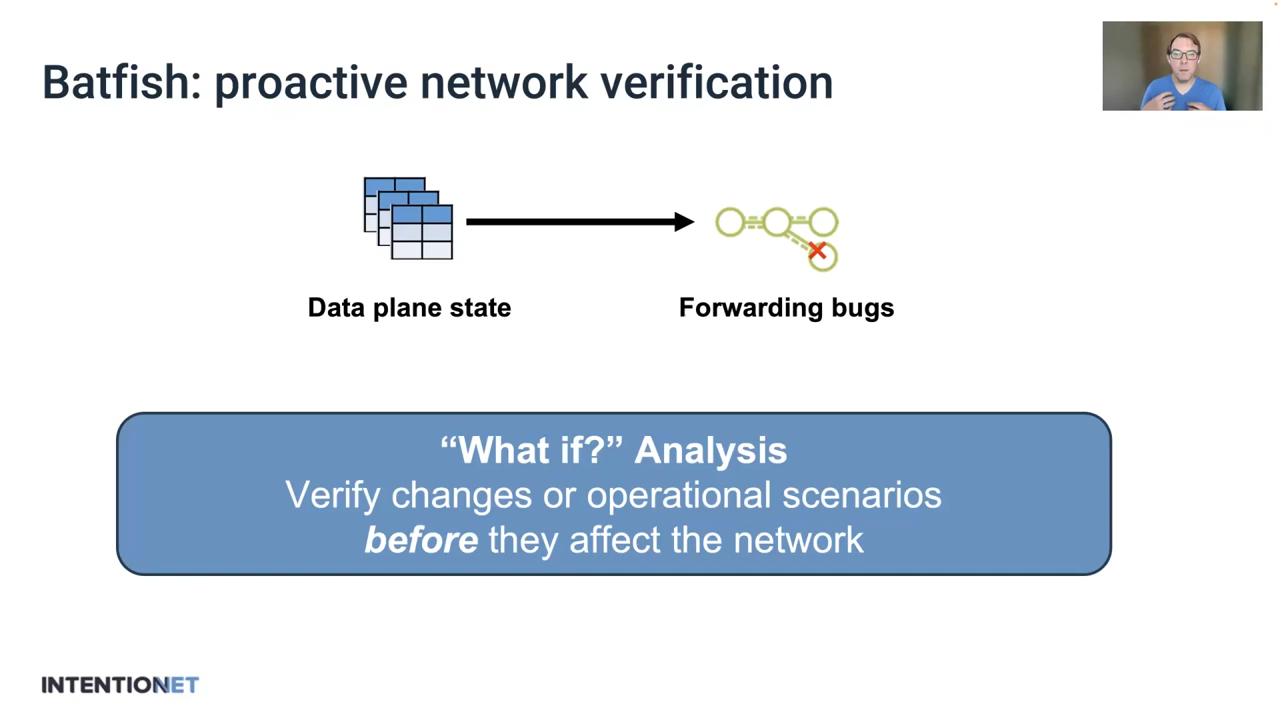 Batfish: proactive network verification
Data plane state
Forwarding bugs
“What if?” Analysis
Verify changes or operational scenarios
before they affect the network
INTENTIONET